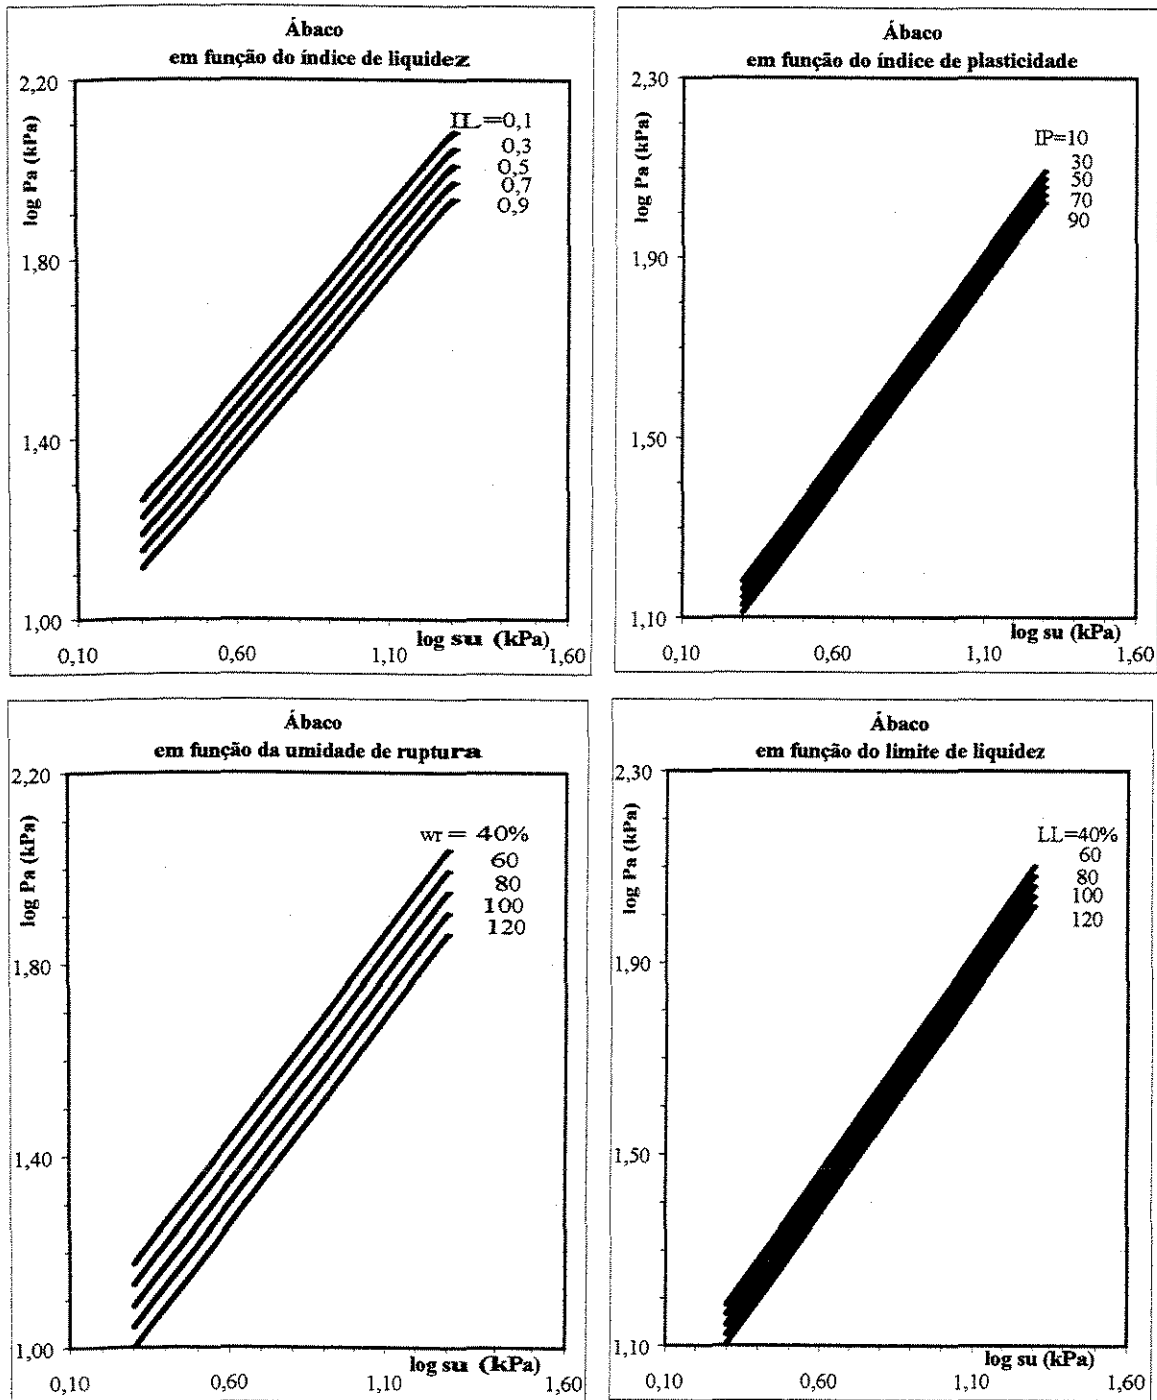 Ábaco
em função do índice de liquidez
2,20
1,80
1,40
1,00
log Pa (kPa)
IL=0,1
0,3
0,5
0,7
0,9
log su (kPa)
0,10
0,60
1,10
1,60
Ábaco
em função do índice de plasticidade
2,30
1,90
1,50
1,10
log Pa (kPa)
IP=10
30
50
70
90
log su (kPa)
0,10
0,60
1,10
1,60
Ábaco
em função da umidade de ruptura
2,20
1,80
1,40
1,00
log Pa (kPa)
wr = 40%
60
80
100
120
log su (kPa)
0,10
0,60
1,10
1,60
Ábaco
em função do limite de liquidez
2,30
1,90
1,50
1,10
log Pa (kPa)
LL=40%
60
80
100
120
log su (kPa)
0,10
0,60
1,10
1,60